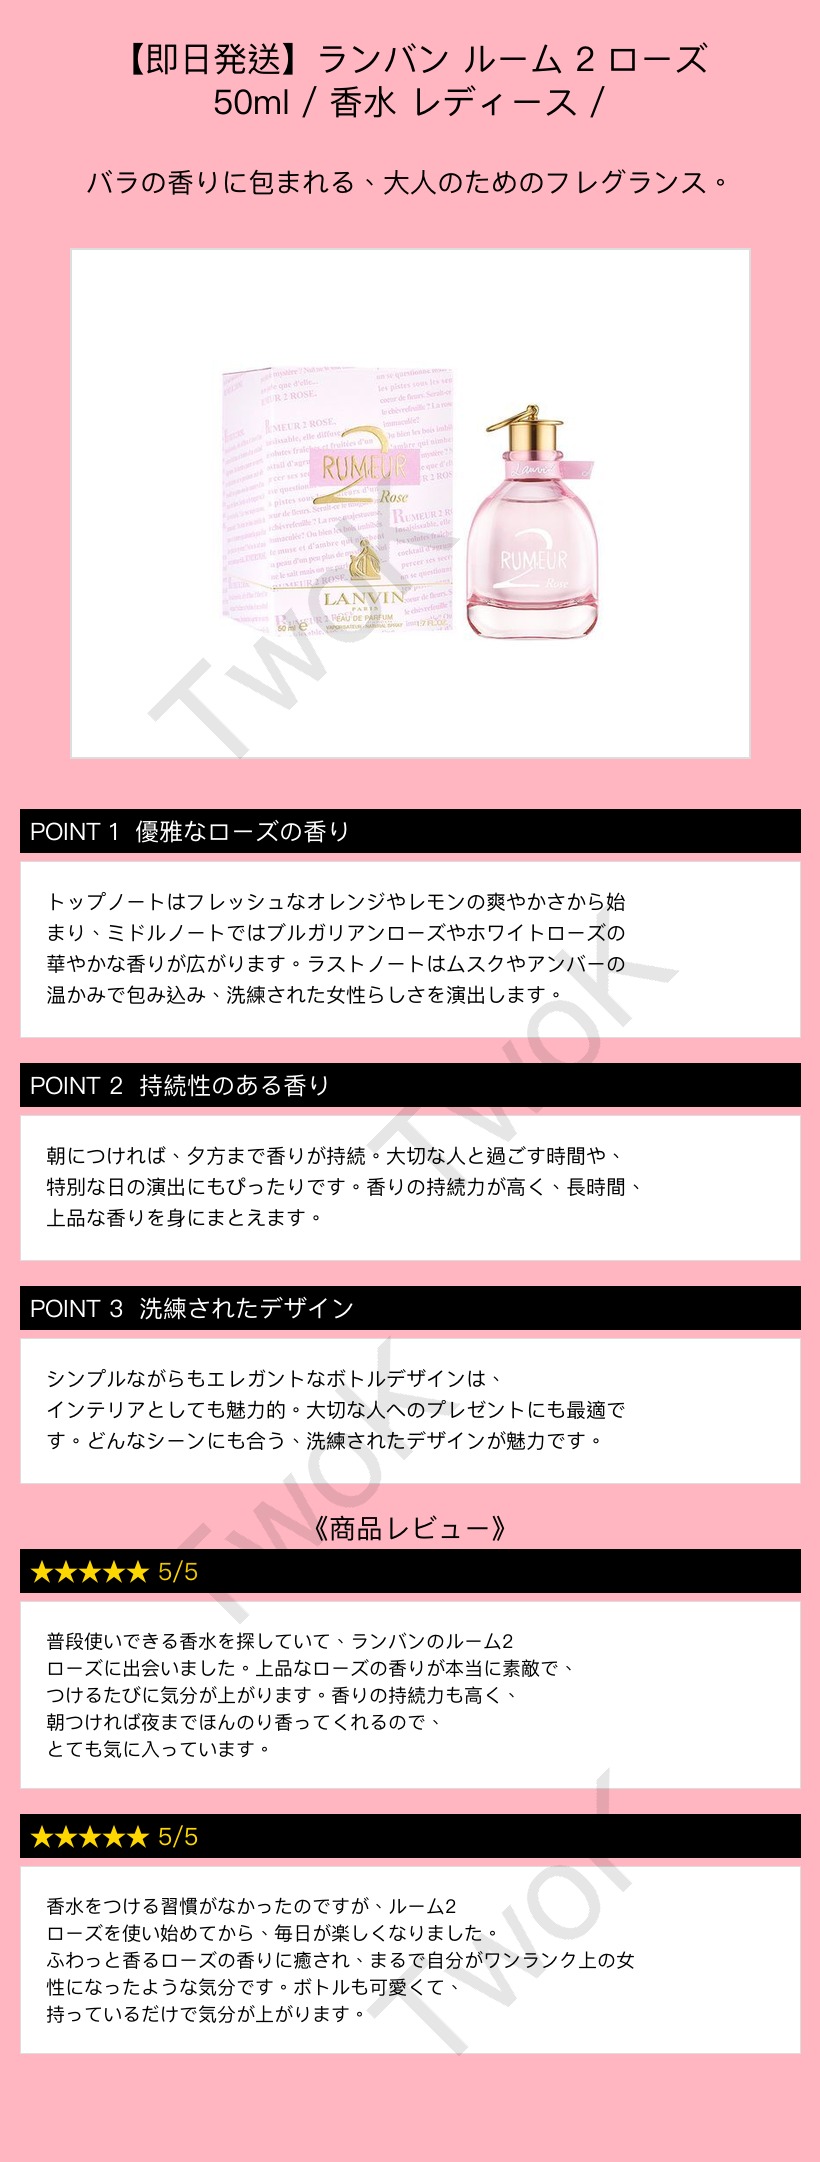 【即日発送】ランバン ルーム 2 ローズ
50ml / 香水 レディース /
バラの香りに包まれる、大人のためのフレグランス。
RUMEUR
2
Rose
LANVIN
PARIS
EAU DE PARFUM
VAPORISATEUR - NATURAL SPRAY
50 ml e
1.7 FL.OZ.
Lanvin
RUMEUR
2
Rose
TwoK
POINT 1 優雅なローズの香り
トップノートはフレッシュなオレンジやレモンの爽やかさから始
まり、ミドルノートではブルガリアンローズやホワイトローズの
華やかな香りが広がります。ラストノートはムスクやアンバーの
温かみで包み込み、洗練された女性らしさを演出します。
TwoK
POINT 2 持続性のある香り
朝につければ、夕方まで香りが持続。大切な人と過ごす時間や、
特別な日の演出にもぴったりです。香りの持続力が高く、長時間、
上品な香りを身にまとえます。
POINT 3 洗練されたデザイン
シンプルながらもエレガントなボトルデザインは、
インテリアとしても魅力的。大切な人へのプレゼントにも最適で
す。どんなシーンにも合う、洗練されたデザインが魅力です。
TwoK
《商品レビュー》
★★★★★ 5/5
普段使いできる香水を探していて、ランバンのルーム2
ローズに出会いました。上品なローズの香りが本当に素敵で、
つけるたびに気分が上がります。香りの持続力も高く、
朝つければ夜までほんのり香ってくれるので、
とても気に入っています。
★★★★★ 5/5
香水をつける習慣がなかったのですが、ルーム2
ローズを使い始めてから、毎日が楽しくなりました。
ふわっと香るローズの香りに癒され、まるで自分がワンランク上の女
性になったような気分です。ボトルも可愛くて、
持っているだけで気分が上がります。
TwoK